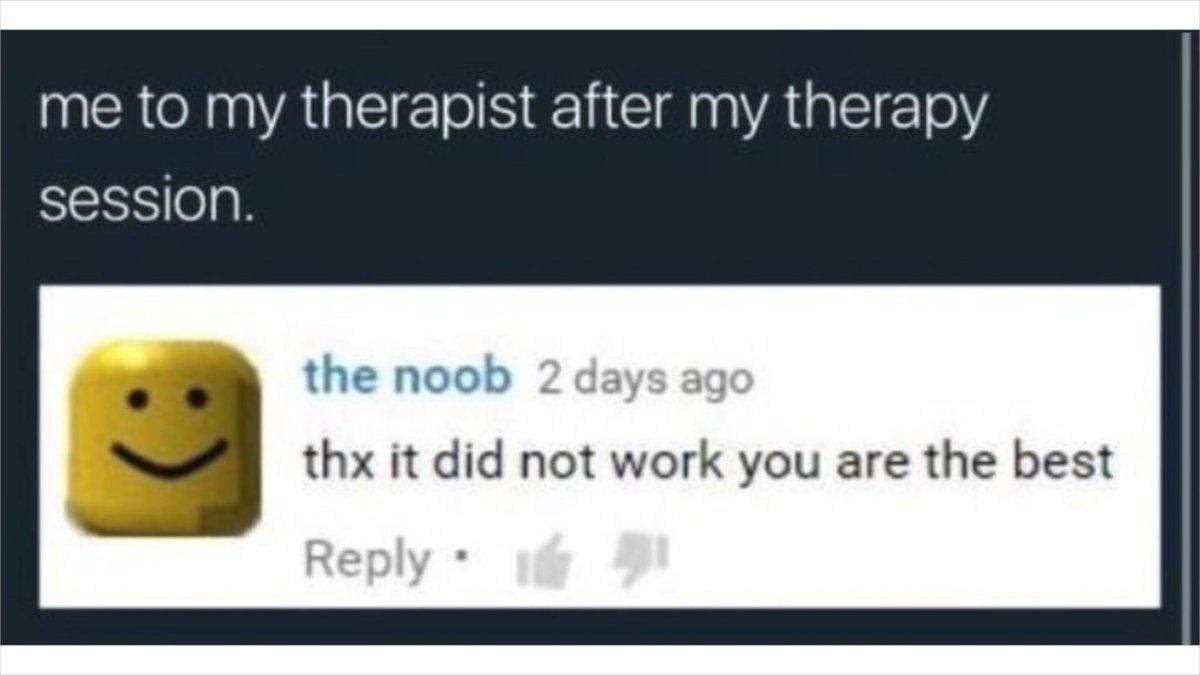 me to my therapist after my therapy
session.
the noob 2 days ago
thx it did not work you are the best
Reply •